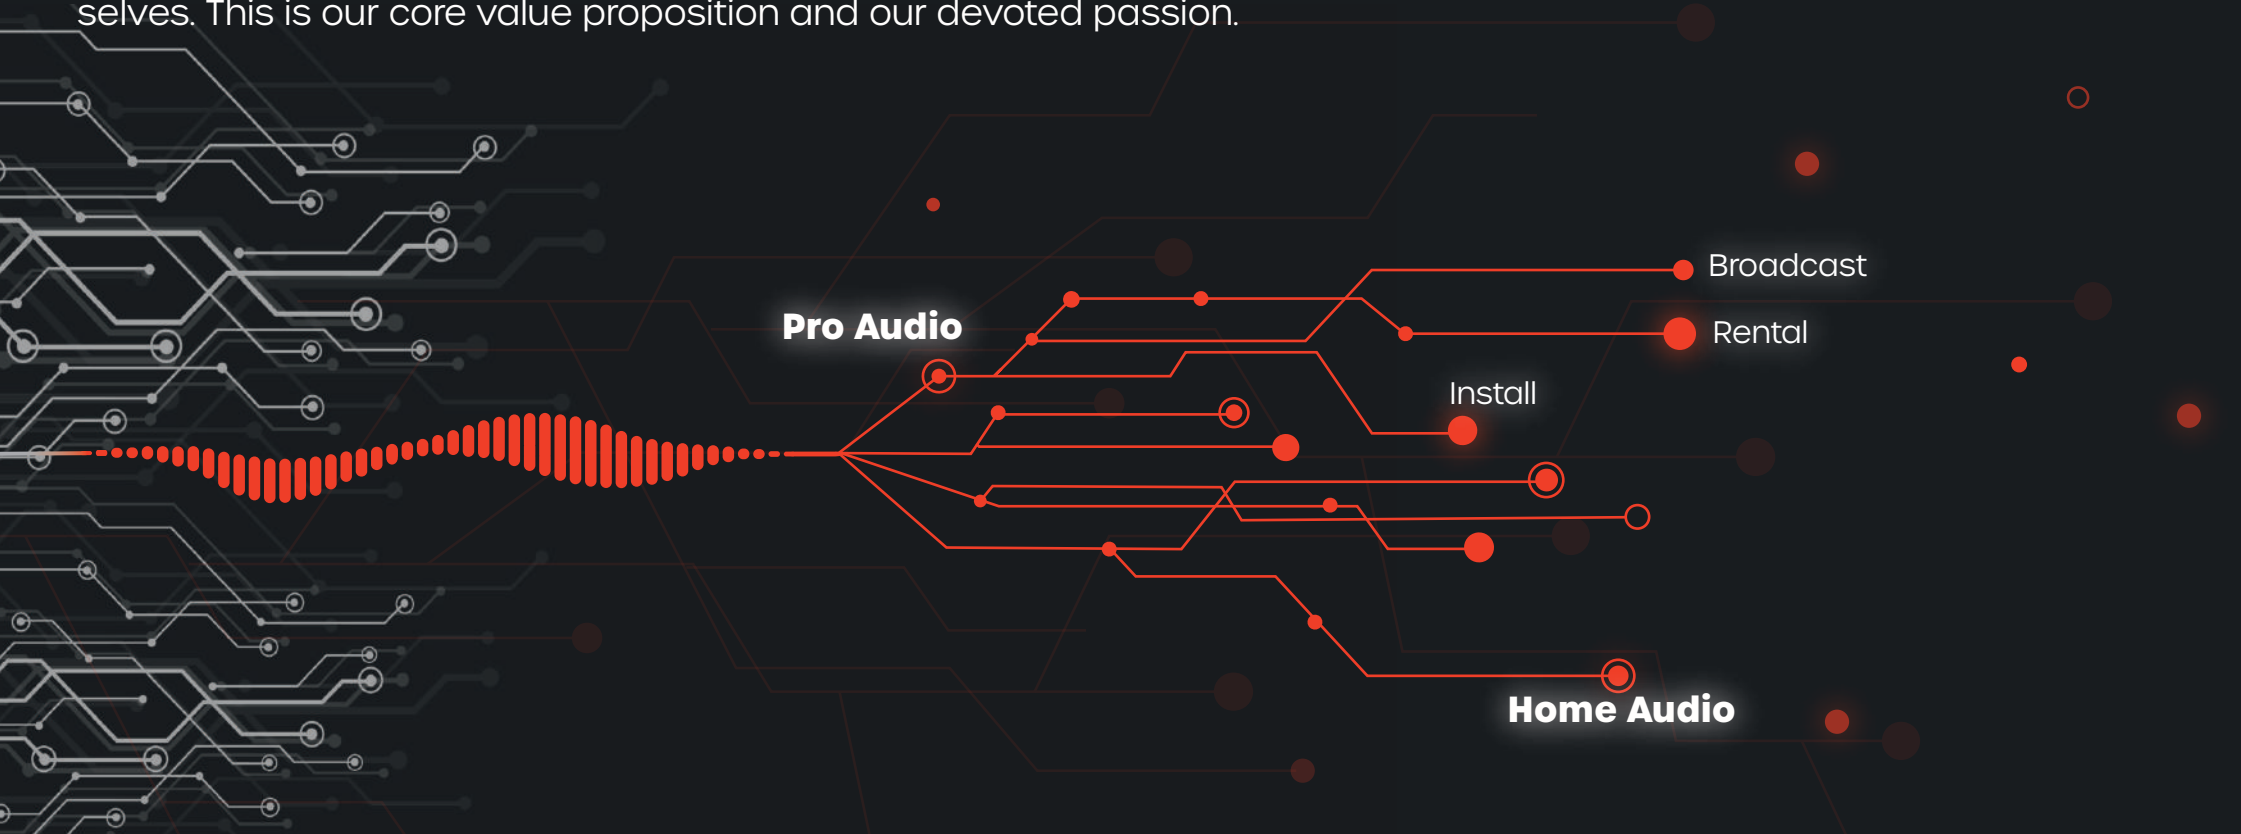 selves. This is our core value proposition and our devoted passion.
Broadcast
Pro Audio
Rental
Install
Home Audio